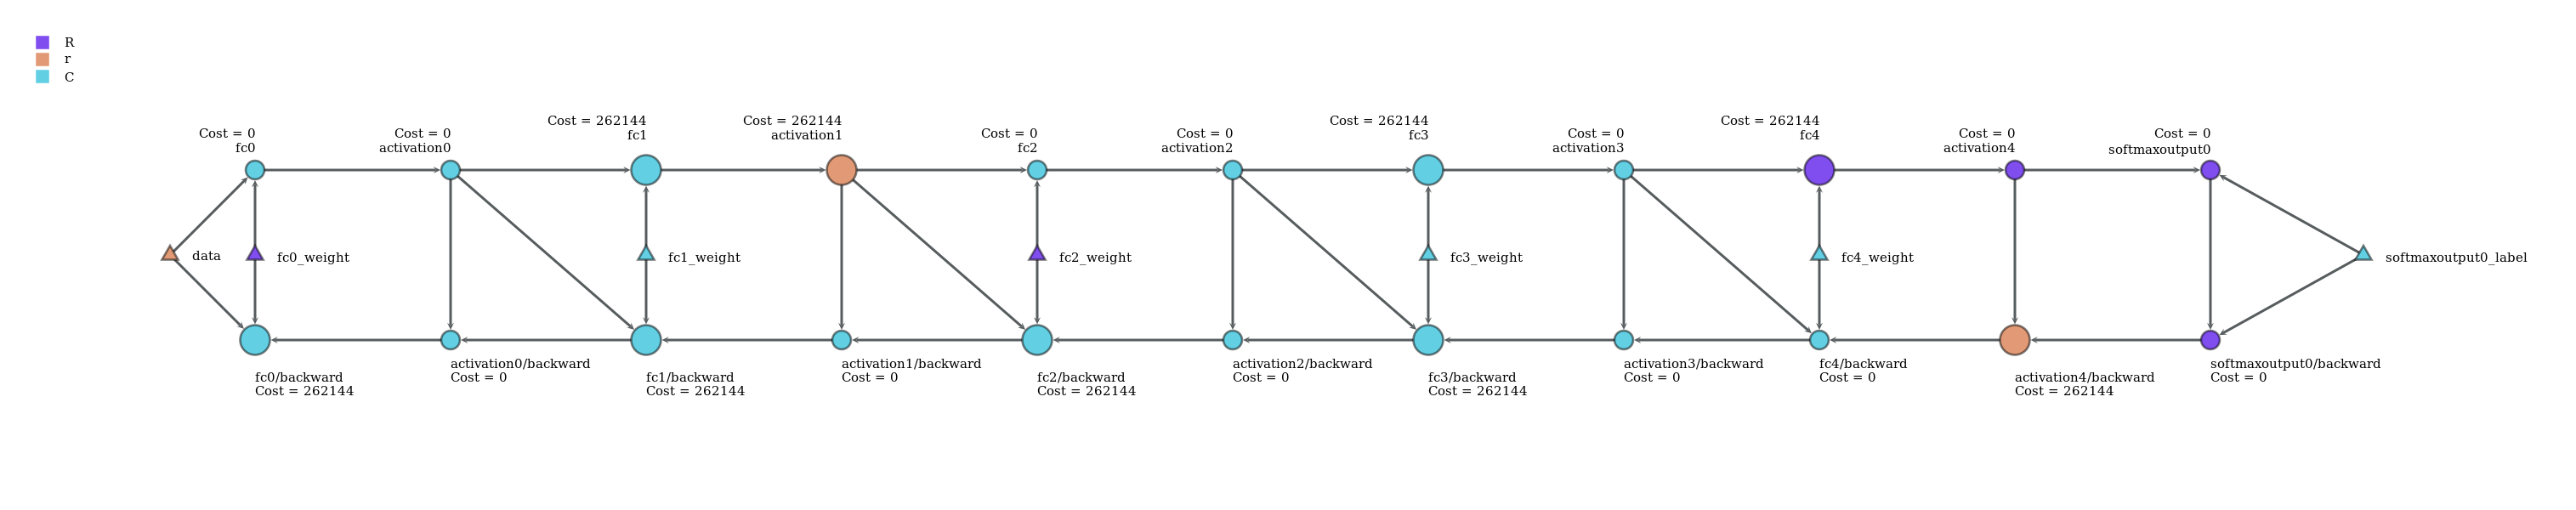 R
r
C
Cost = 0
fc0
Cost = 0
activation0
Cost = 262144
fc1
Cost = 262144
activation1
Cost = 0
fc2
Cost = 0
activation2
Cost = 262144
fc3
Cost = 0
activation3
Cost = 262144
fc4
Cost = 0
activation4
Cost = 0
softmaxoutput0
data
fc0_weight
fc1_weight
fc2_weight
fc3_weight
fc4_weight
softmaxoutput0_label
fc0/backward
Cost = 262144
activation0/backward
Cost = 0
fc1/backward
Cost = 262144
activation1/backward
Cost = 0
fc2/backward
Cost = 262144
activation2/backward
Cost = 0
fc3/backward
Cost = 262144
activation3/backward
Cost = 0
fc4/backward
Cost = 0
activation4/backward
Cost = 262144
softmaxoutput0/backward
Cost = 0